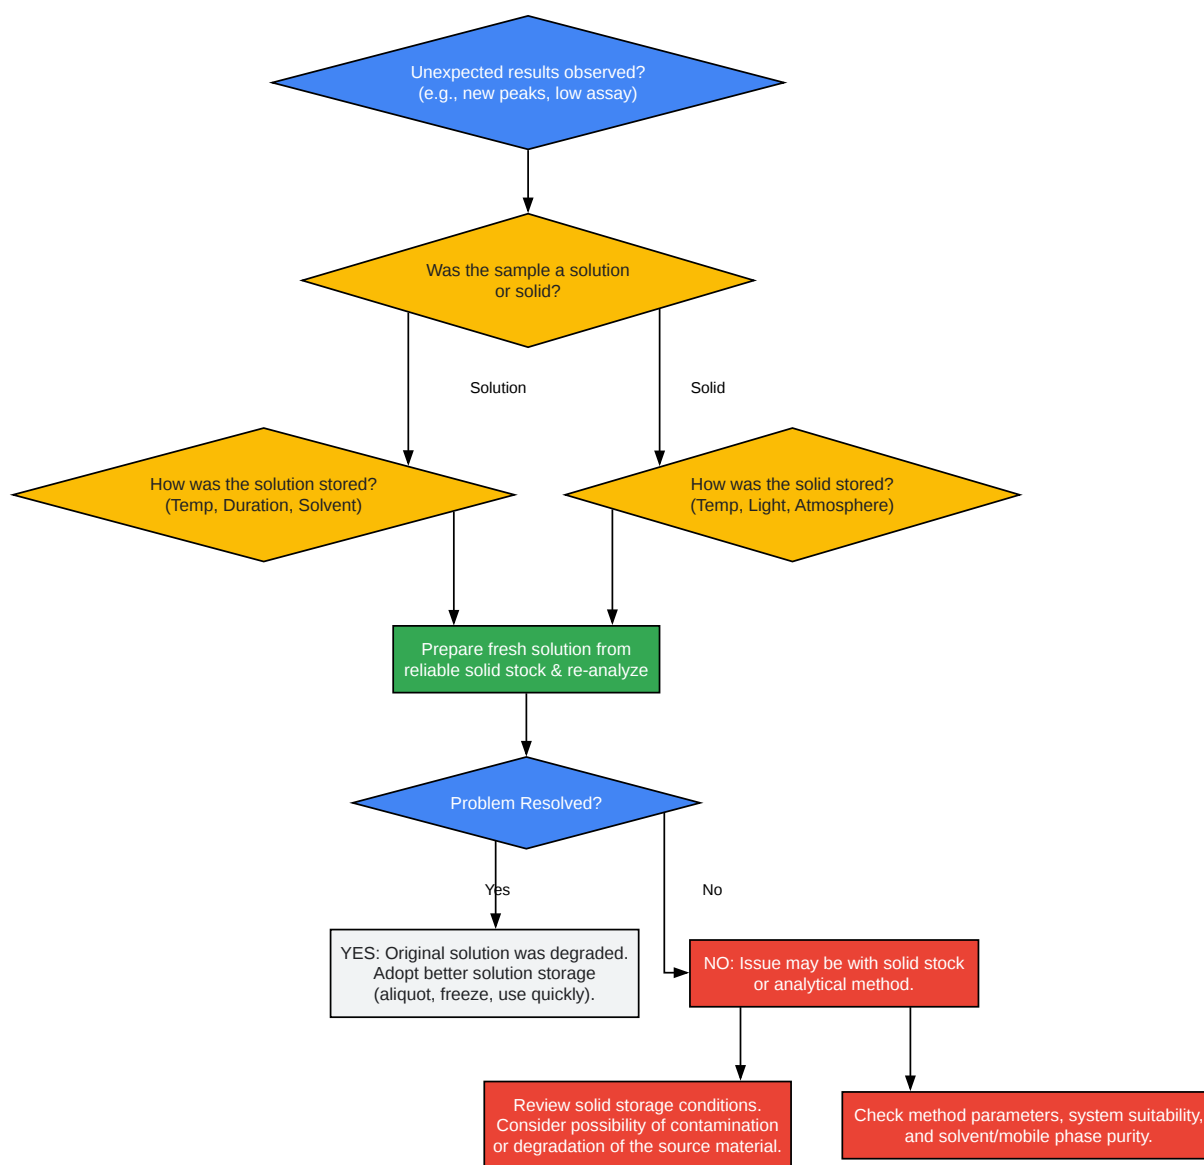 Unexpected results observed?
(e.g., new peaks, low assay)
Was the sample a solution
or solid?
Solution
Solid
How was the solution stored?
(Temp, Duration, Solvent)
How was the solid stored?
(Temp, Light, Atmosphere)
Prepare fresh solution from
reliable solid stock & re-analyze
Problem Resolved?
Yes
No
YES: Original solution was degraded.
Adopt better solution storage
(aliquot, freeze, use quickly).
NO: Issue may be with solid stock
or analytical method.
Review solid storage conditions.
Consider possibility of contamination
or degradation of the source material.
Check method parameters, system suitability,
and solvent/mobile phase purity.